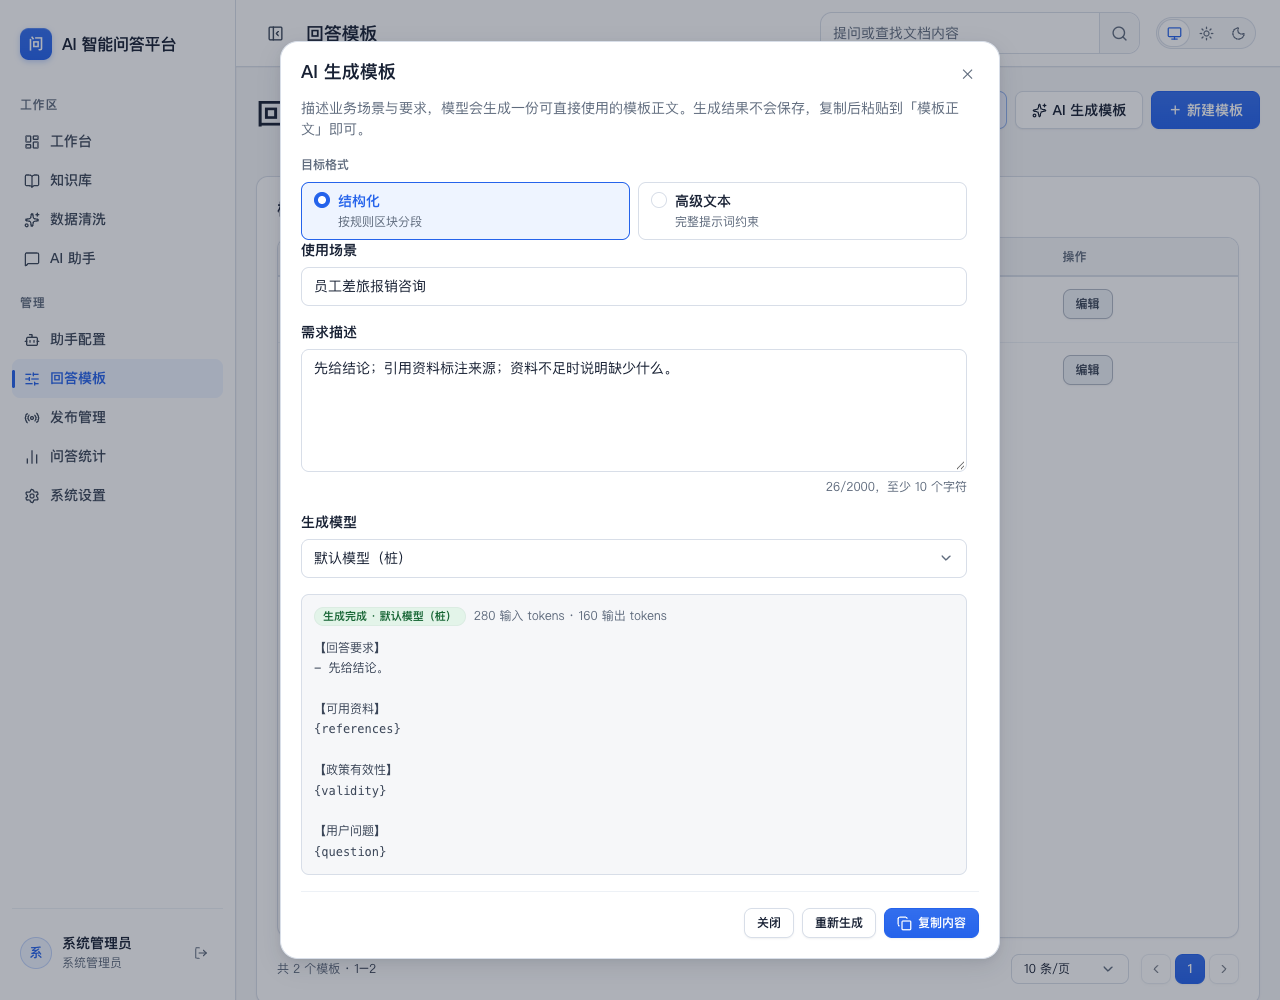 问
AI 智能问答平台
工作区
工作台
知识库
数据清洗
AI 助手
管理
助手配置
回答模板
发布管理
问答统计
系统设置
系
系统管理员
系统管理员
回答模板
提问或查找文档内容
回
AI 生成模板
新建模板
操作
编辑
编辑
共 2 个模板 · 1–2
10 条/页
1
AI 生成模板
描述业务场景与要求，模型会生成一份可直接使用的模板正文。生成结果不会保存，复制后粘贴到「模板正
文」即可。
目标格式
结构化
按规则区块分段
高级文本
完整提示词约束
使用场景
员工差旅报销咨询
需求描述
先给结论；引用资料标注来源；资料不足时说明缺少什么。
26/2000，至少 10 个字符
生成模型
默认模型（桩）
生成完成 · 默认模型（桩）
280 输入 tokens · 160 输出 tokens
【回答要求】
– 先给结论。
【可用资料】
{references}
【政策有效性】
{validity}
【用户问题】
{question}
关闭
重新生成
复制内容